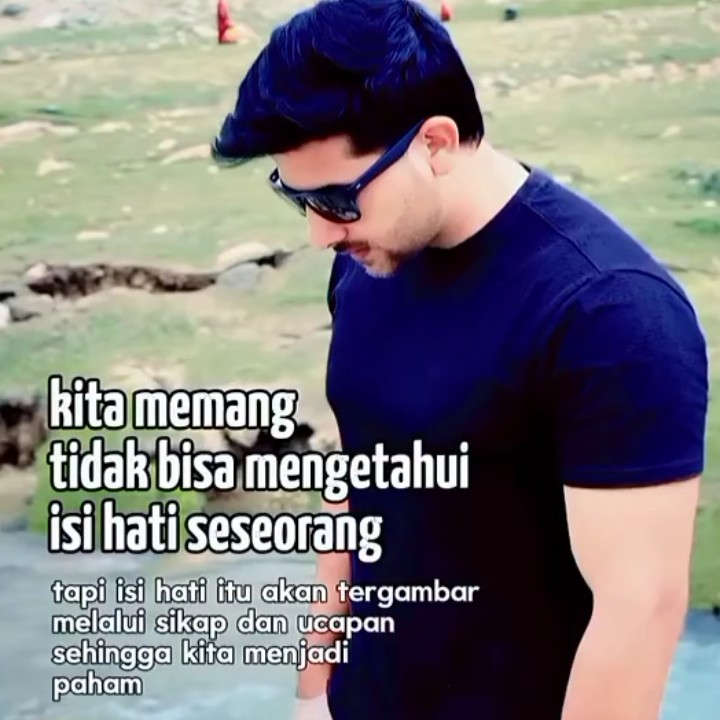 kita memang
tidak bisa mengetahui
isi hati seseorang
tapi isi hati itu akan tergambar
melalui sikap dan ucapan
sehingga kita menjadi
paham